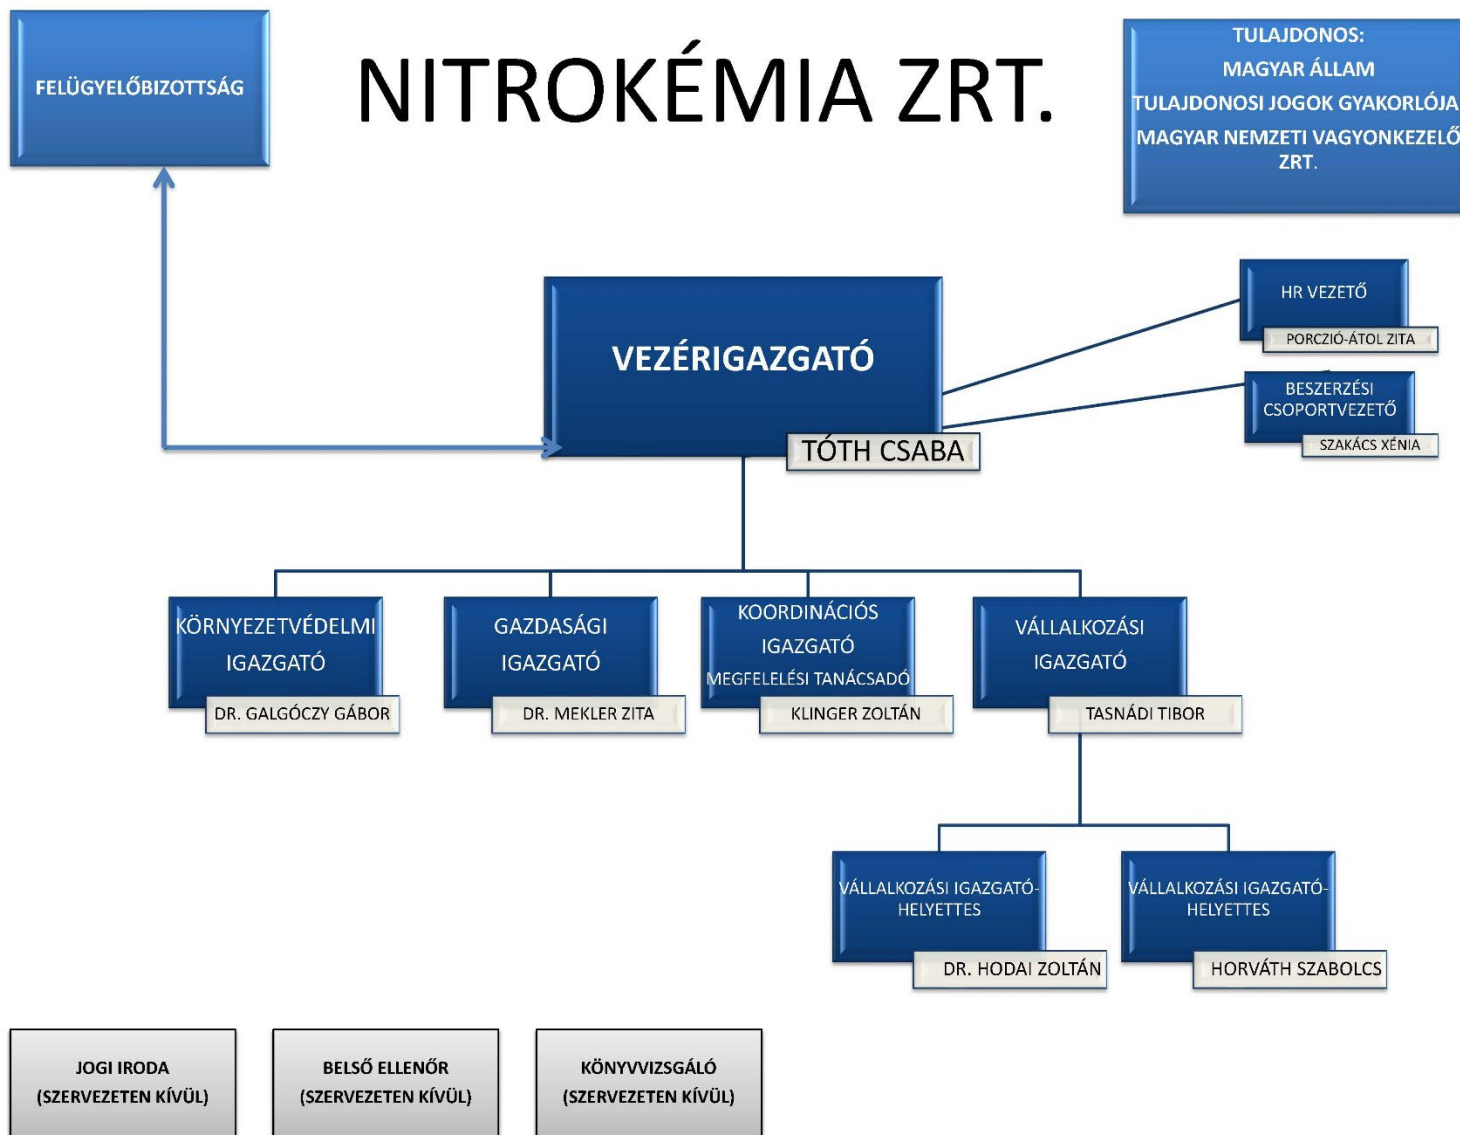 FELÜGYELŐBIZOTTSÁG
NITROKÉMIA ZRT.
TULAJDONOS:
MAGYAR ÁLLAM
TULAJDONOSI JOGOK GYAKORLÓJA
MAGYAR NEMZETI VAGYONKEZELŐ
ZRT.
HR VEZETŐ
PORCZIÓ-ÁTOL ZITA
BESZERZÉSI
CSOPORTVEZETŐ
SZAKÁCS XÉNIA
VEZÉRIGAZGATÓ
TÓTH CSABA
KÖRNYEZETVÉDELMI
IGAZGATÓ
DR. GALGÓCZY GÁBOR
GAZDASÁGI
IGAZGATÓ
DR. MEKLER ZITA
KOORDINÁCIÓS
IGAZGATÓ
MEGFELELÉSI TANÁCSADÓ
KLINGER ZOLTÁN
VÁLLALKOZÁSI
IGAZGATÓ
TASNÁDI TIBOR
VÁLLALKOZÁSI IGAZGATÓ-
HELYETTES
DR. HODAI ZOLTÁN
VÁLLALKOZÁSI IGAZGATÓ-
HELYETTES
HORVÁTH SZABOLCS
JOGI IRODA
(SZERVEZETEN KÍVÜL)
BELSŐ ELLENŐR
(SZERVEZETEN KÍVÜL)
KÖNYVVIZSGÁLÓ
(SZERVEZETEN KÍVÜL)